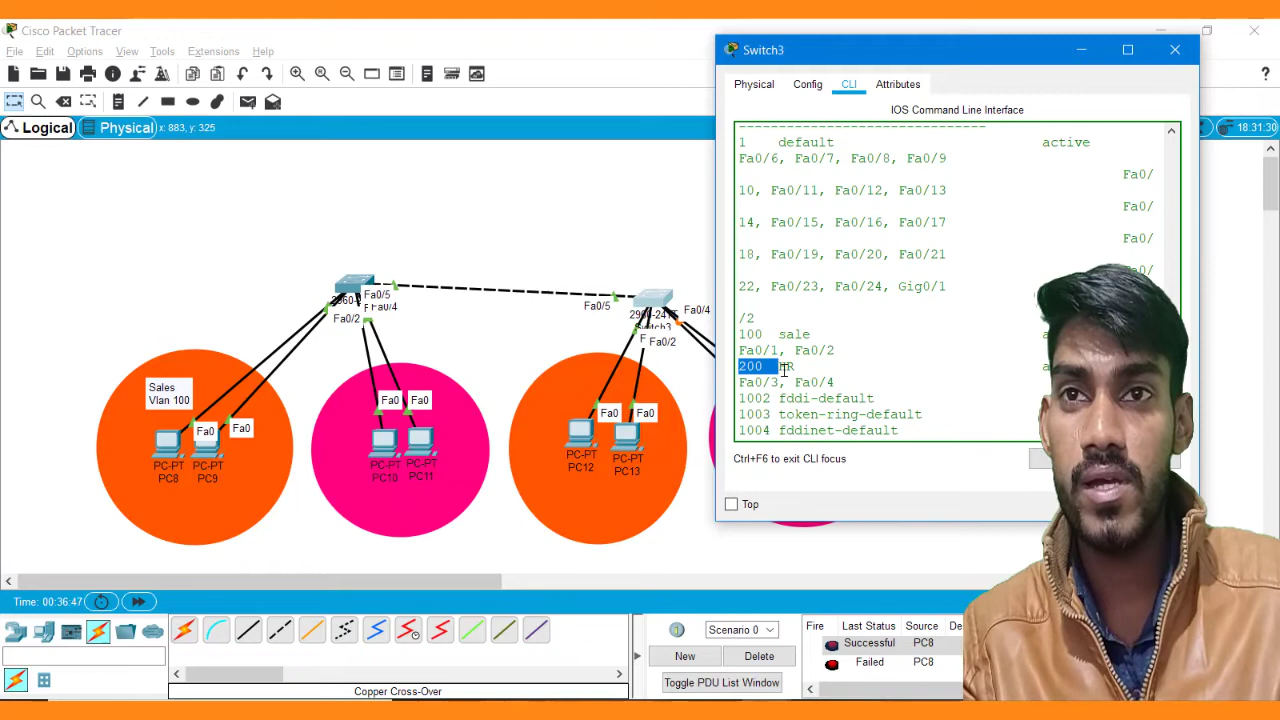 Cisco Packet Tracer
File Edit Options View Tools Extensions Help
?
Logical Physical x: 883, y: 325
18:31:30
Switch3
Physical Config CLI Attributes
IOS Command Line Interface
------------------------------
1 default active
Fa0/6, Fa0/7, Fa0/8, Fa0/9
Fa0/
10, Fa0/11, Fa0/12, Fa0/13
Fa0/
14, Fa0/15, Fa0/16, Fa0/17
Fa0/
18, Fa0/19, Fa0/20, Fa0/21
22, Fa0/23, Fa0/24, Gig0/1
/2
100 sale
Fa0/1, Fa0/2
200 HR
Fa0/3, Fa0/4
1002 fddi-default
1003 token-ring-default
1004 fddinet-default
Ctrl+F6 to exit CLI focus
Top
Fa0/5
Fa0/4
Fa0/2
Fa0/5
Fa0/4
Switch3
Fa0/2
Sales
Vlan 100
Fa0
Fa0
Fa0
Fa0
Fa0
Fa0
PC-PT
PC8
PC-PT
PC9
PC-PT
PC10
PC-PT
PC11
PC-PT
PC12
PC-PT
PC13
Time: 00:36:47
Copper Cross-Over
Scenario 0
New Delete
Toggle PDU List Window
Fire Last Status Source
Successful PC8
Failed PC8